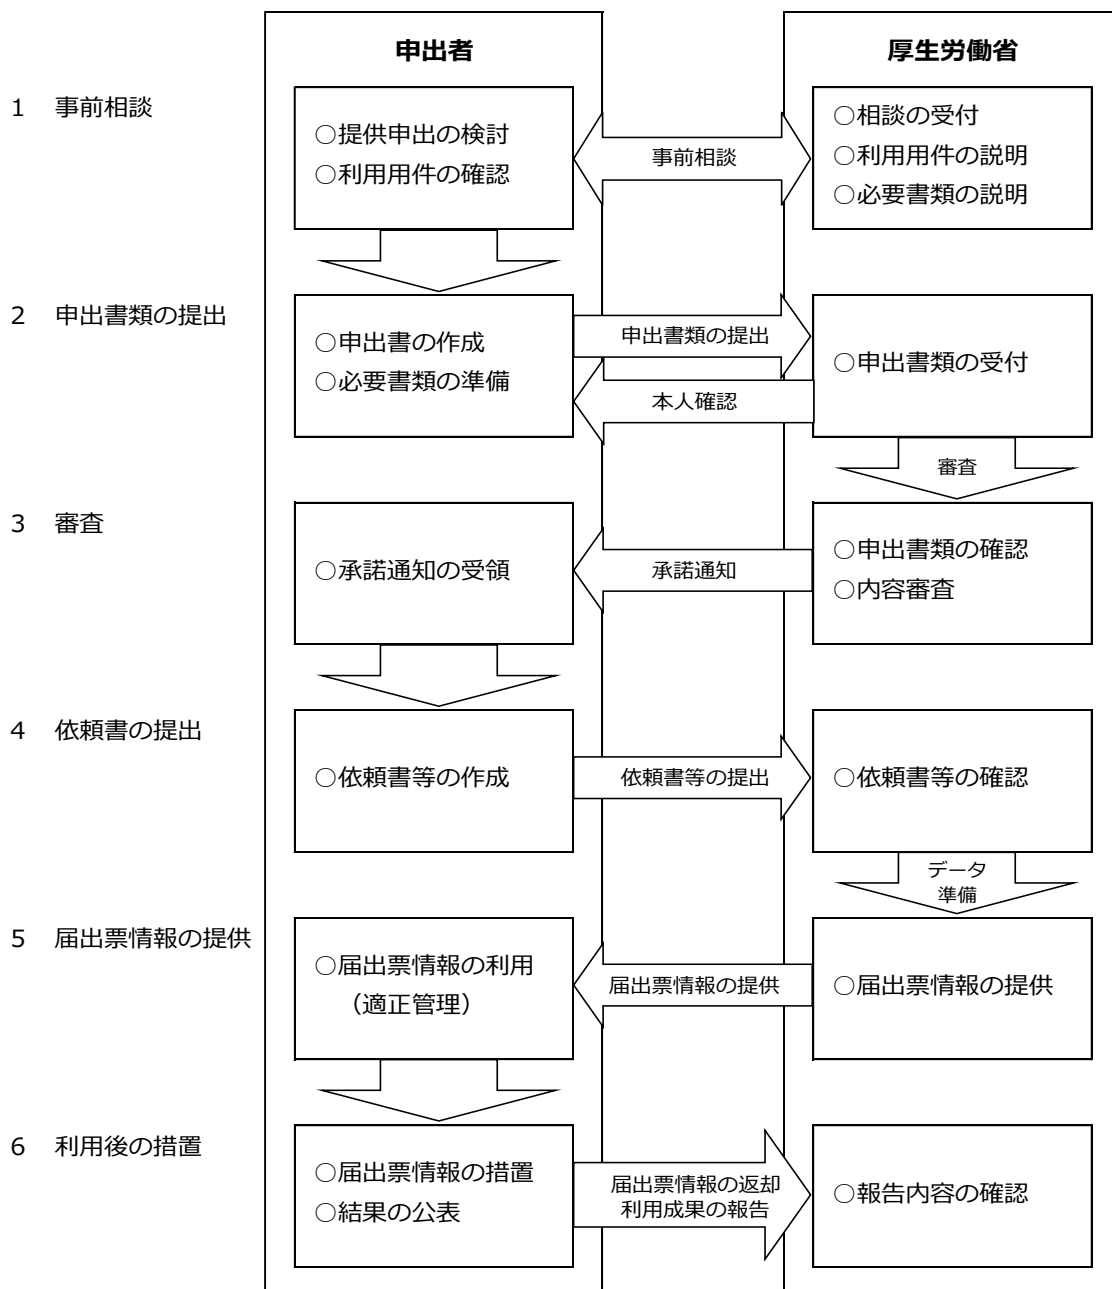 申出者
厚生労働省
1 事前相談
○提供申出の検討
○利用用件の確認
事前相談
○相談の受付
○利用用件の説明
○必要書類の説明
2 申出書類の提出
○申出書の作成
○必要書類の準備
申出書類の提出
本人確認
○申出書類の受付
審査
3 審査
○承諾通知の受領
承諾通知
○申出書類の確認
○内容審査
4 依頼書の提出
○依頼書等の作成
依頼書等の提出
○依頼書等の確認
データ
準備
5 届出票情報の提供
○届出票情報の利用
（適正管理）
届出票情報の提供
○届出票情報の提供
6 利用後の措置
○届出票情報の措置
○結果の公表
届出票情報の返却
利用成果の報告
○報告内容の確認